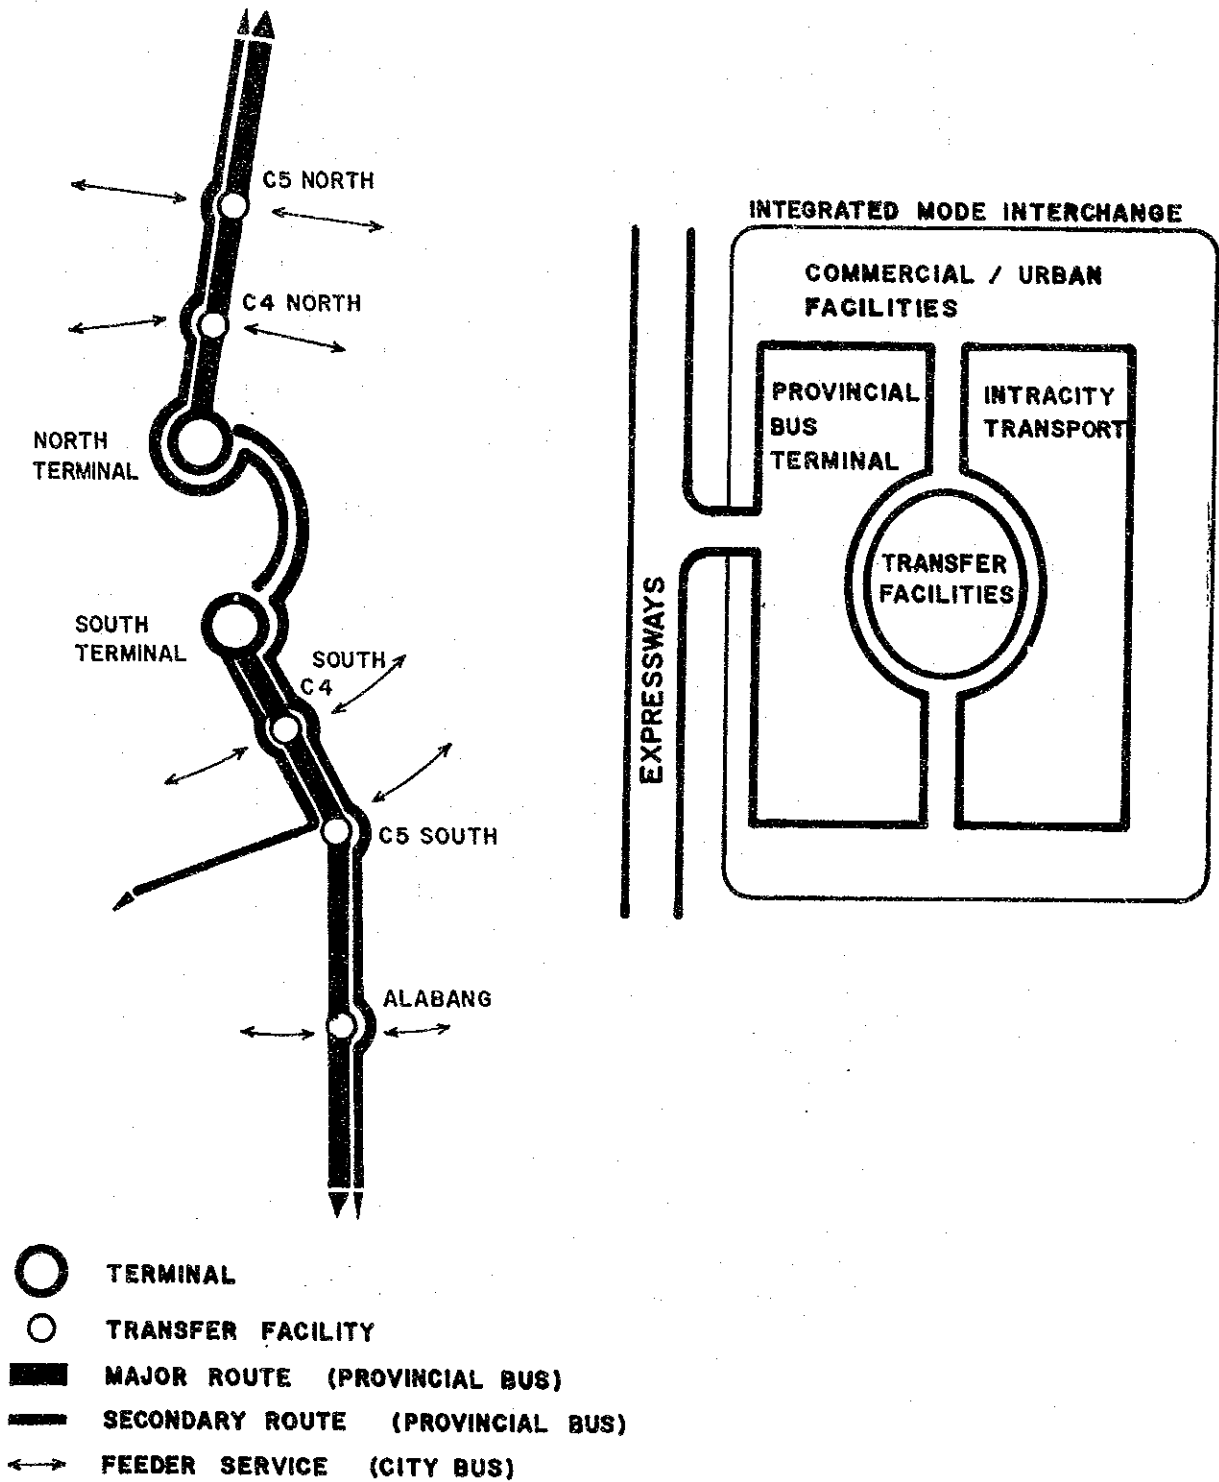 C5 NORTH
C4 NORTH
NORTH
TERMINAL
SOUTH
TERMINAL
SOUTH
C4
C5 SOUTH
ALABANG
INTEGRATED MODE INTERCHANGE
COMMERCIAL / URBAN
FACILITIES
PROVINCIAL
BUS
TERMINAL
INTRACITY
TRANSPORT
TRANSFER
FACILITIES
EXPRESSWAYS
TERMINAL
TRANSFER FACILITY
MAJOR ROUTE (PROVINCIAL BUS)
SECONDARY ROUTE (PROVINCIAL BUS)
FEEDER SERVICE (CITY BUS)